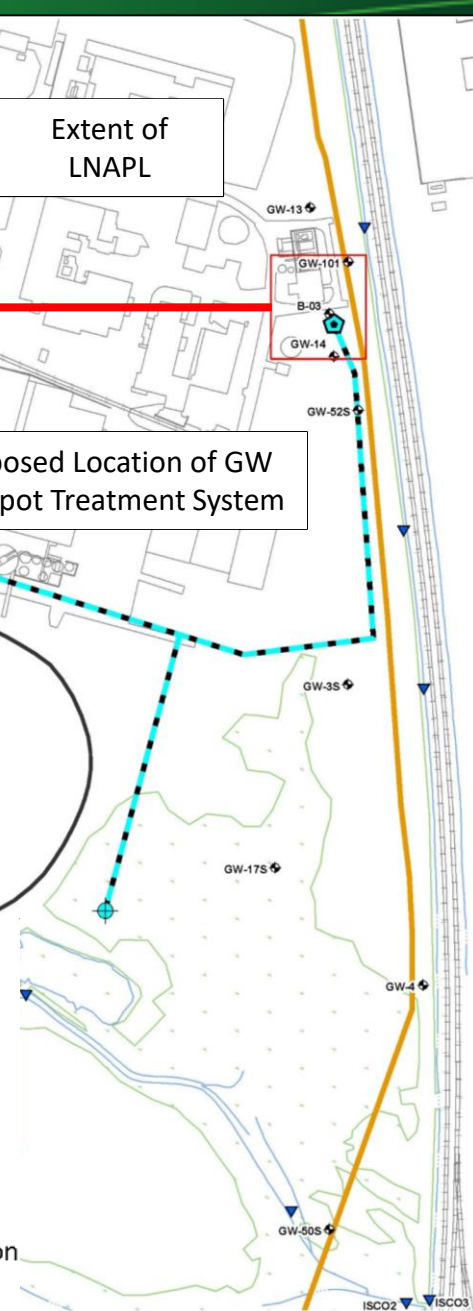 Extent of
LNAPL
GW-13
GW-101
B-03
GW-14
GW-52S
posed Location of GW
pot Treatment System
GW-3S
GW-17S
GW-4
GW-50S
on
ISCO2
ISCO3